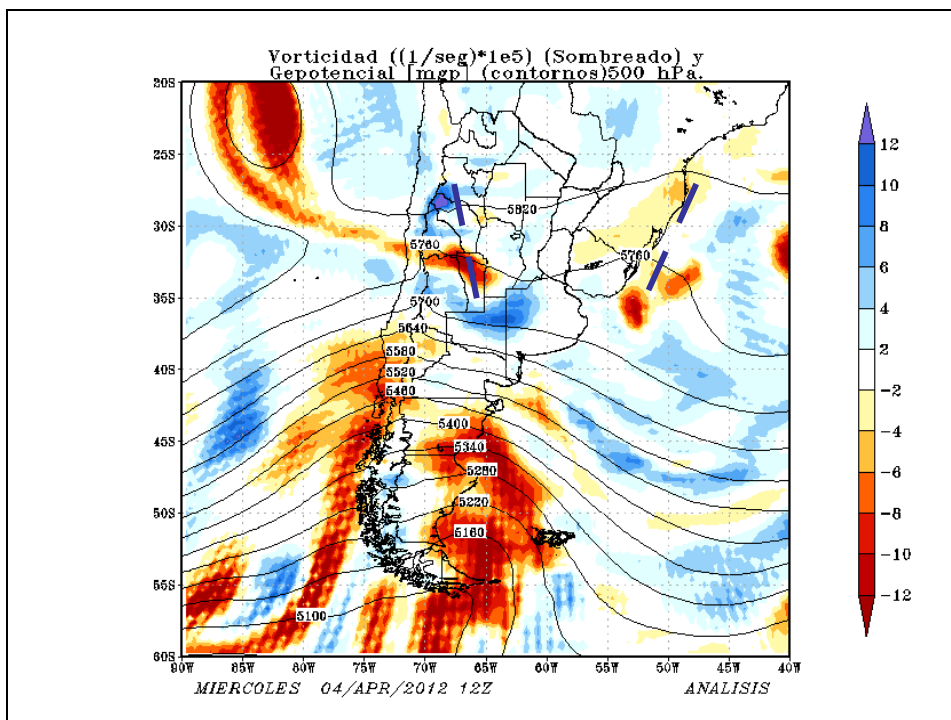 Vorticidad ((1/seg)*1e5) (Sombreado) y
Gepotencial [mgp] (contornos)500 hPa.
20S
25S
30S
35S
40S
45S
50S
55S
60S
5820
5760
5760
5700
5640
5580
5520
5460
5400
5340
5280
5220
5160
5100
80W 75W 70W 65W 60W 55W 50W 45W 40W
12
10
8
6
4
2
-2
-4
-6
-8
-10
-12
MIERCOLES 04/APR/2012 12Z ANALISIS